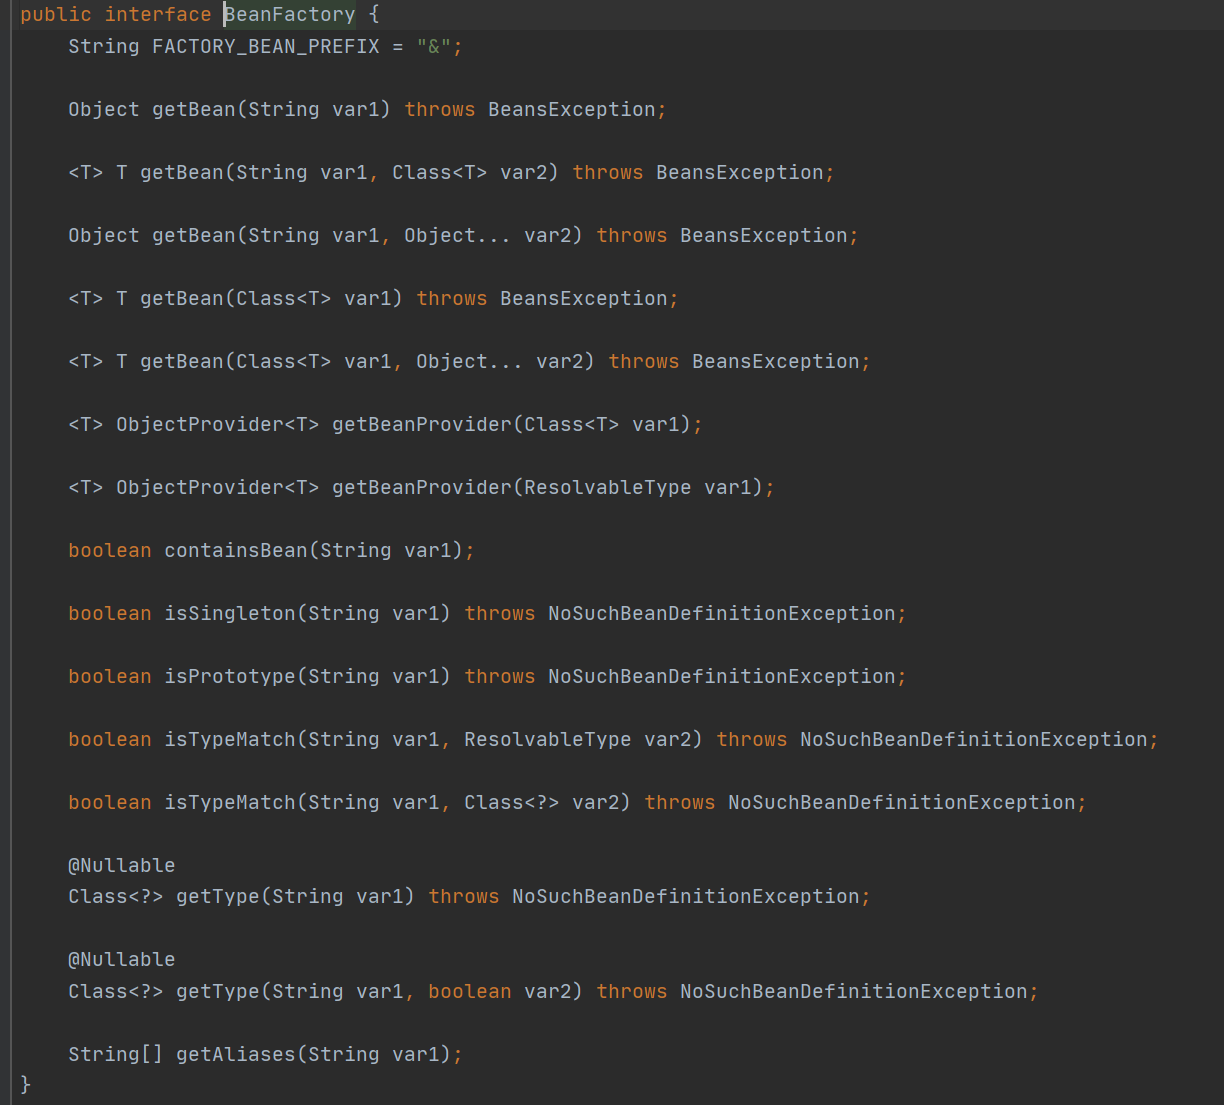 public interface BeanFactory {
String FACTORY_BEAN_PREFIX = "&";
Object getBean(String var1) throws BeansException;
<T> T getBean(String var1, Class<T> var2) throws BeansException;
Object getBean(String var1, Object... var2) throws BeansException;
<T> T getBean(Class<T> var1) throws BeansException;
<T> T getBean(Class<T> var1, Object... var2) throws BeansException;
<T> ObjectProvider<T> getBeanProvider(Class<T> var1);
<T> ObjectProvider<T> getBeanProvider(ResolvableType var1);
boolean containsBean(String var1);
boolean isSingleton(String var1) throws NoSuchBeanDefinitionException;
boolean isPrototype(String var1) throws NoSuchBeanDefinitionException;
boolean isTypeMatch(String var1, ResolvableType var2) throws NoSuchBeanDefinitionException;
boolean isTypeMatch(String var1, Class<?> var2) throws NoSuchBeanDefinitionException;
@Nullable
Class<?> getType(String var1) throws NoSuchBeanDefinitionException;
@Nullable
Class<?> getType(String var1, boolean var2) throws NoSuchBeanDefinitionException;
String[] getAliases(String var1);
}